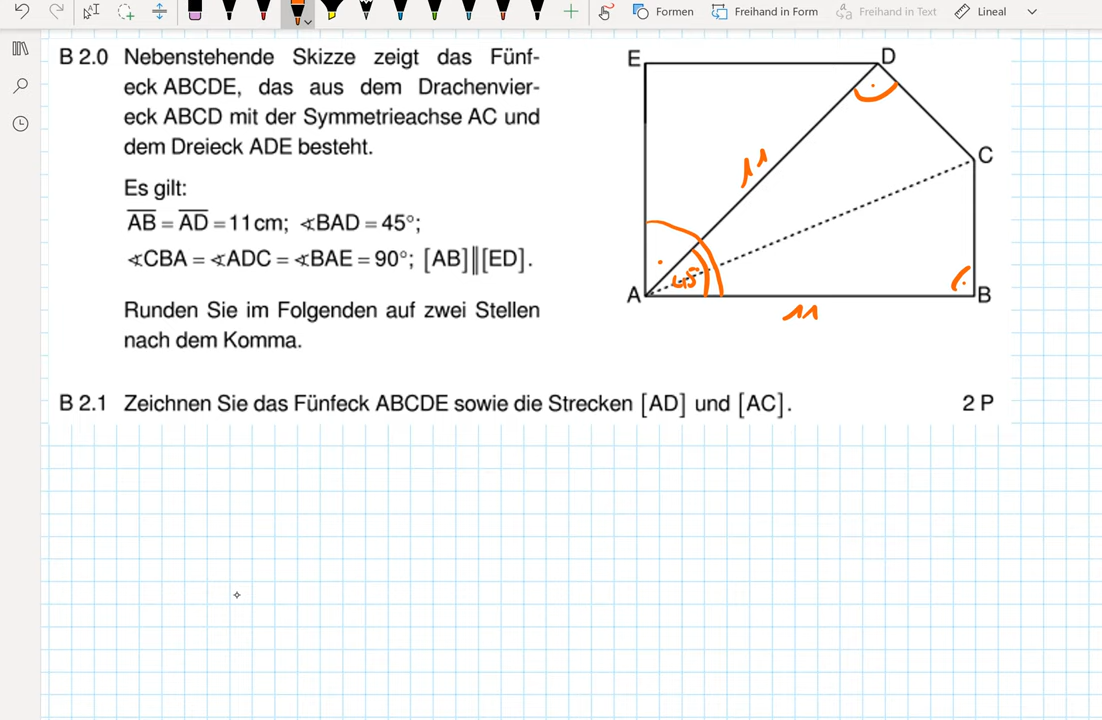 Formen
Freihand in Form
Freihand in Text
Lineal
B 2.0 Nebenstehende Skizze zeigt das Fünf-
eck ABCDE, das aus dem Drachenvier-
eck ABCD mit der Symmetrieachse AC und
dem Dreieck ADE besteht.
Es gilt:
AB = AD = 11 cm; ∢BAD = 45°;
∢CBA = ∢ADC = ∢BAE = 90°; [AB] ∥ [ED].
Runden Sie im Folgenden auf zwei Stellen
nach dem Komma.
E
D
11
C
45
A
B
11
B 2.1 Zeichnen Sie das Fünfeck ABCDE sowie die Strecken [AD] und [AC]. 2 P